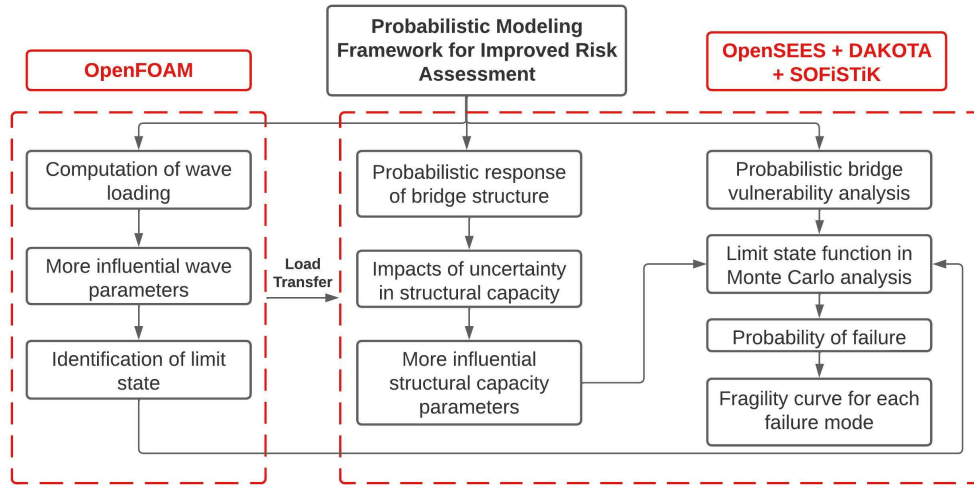 Probabilistic Modeling
Framework for Improved Risk
Assessment
OpenFOAM
OpenSEES + DAKOTA
+ SOFiSTiK
Computation of wave
loading
More influential wave
parameters
Identification of limit
state
Load
Transfer
Probabilistic response
of bridge structure
Impacts of uncertainty
in structural capacity
More influential
structural capacity
parameters
Probabilistic bridge
vulnerability analysis
Limit state function in
Monte Carlo analysis
Probability of failure
Fragility curve for each
failure mode